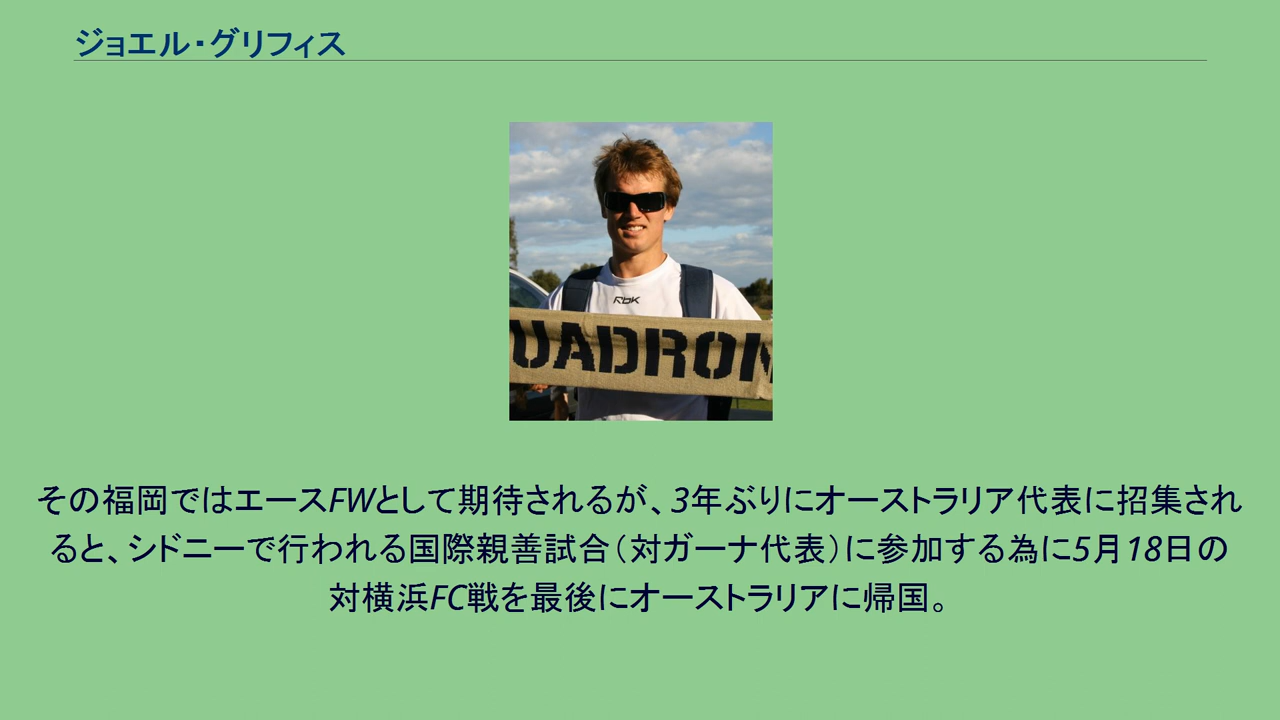 ジョエル・グリフィス
RbK
UADRON
その福岡ではエースFWとして期待されるが、3年ぶりにオーストラリア代表に招集され
ると、シドニーで行われる国際親善試合(対ガーナ代表)に参加する為に5月18日の
対横浜FC戦を最後にオーストラリアに帰国。